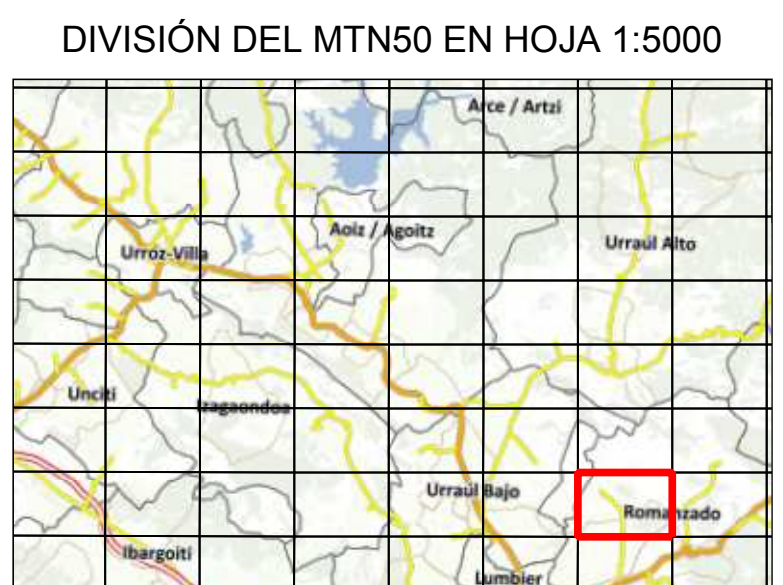 DIVISIÓN DEL MTN50 EN HOJA 1:5000
Arce / Artzi
Aoiz / Agoitz
Urraúl Alto
Urroz-Villa
Unciti
Izagaondoa
Urraúl Bajo
Romanzado
Ibargoiti
Lumbier